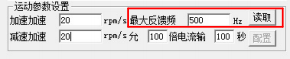 运动参数设置
加速加速 20 rpm/s 最大反馈频 500 Hz 读取
减速加速 20 rpm/s 允 100 倍电流输 100 秒 配置